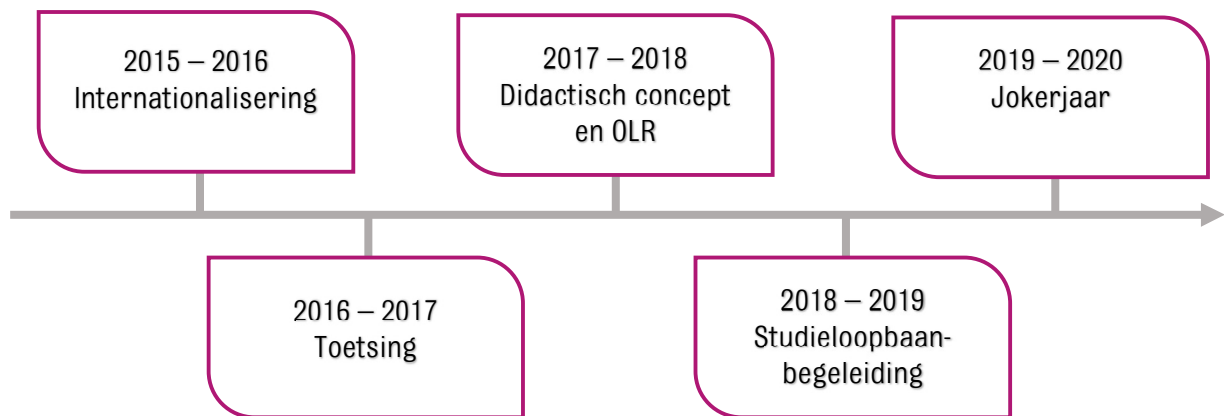 2015 – 2016
Internationalisering
2016 – 2017
Toetsing
2017 – 2018
Didactisch concept
en OLR
2018 – 2019
Studieloopbaan-
begeleiding
2019 – 2020
Jokerjaar